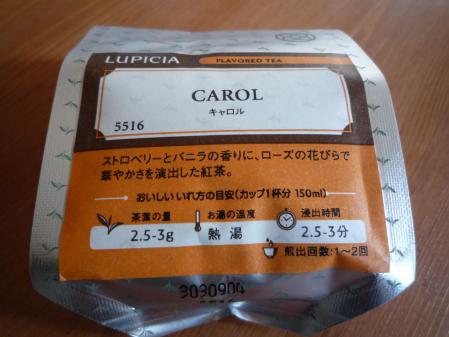 LUPICIA FLAVORED TEA
CAROL
キャロル
5516
ストロベリーとバニラの香りに、ローズの花びらで
華やかさを演出した紅茶。
おいしいいれ方の目安(カップ1杯分 150ml)
茶葉の量 お湯の温度 浸出時間
2.5-3g 熱湯 2.5-3分
煎出回数:1~2回
3030904